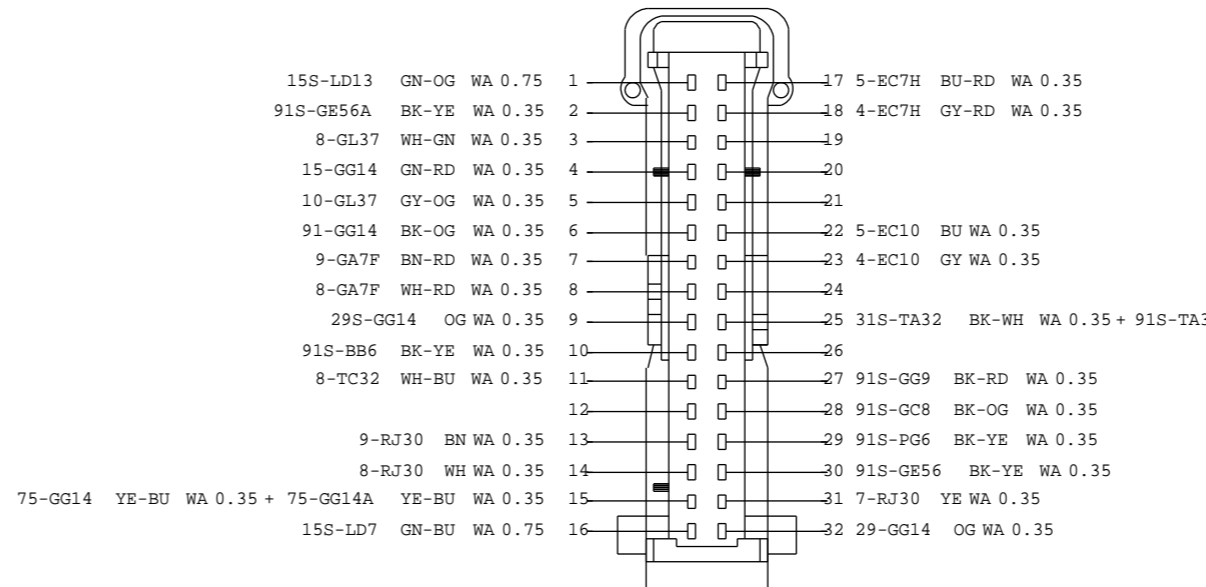 15S-LD13 GN-OG WA 0.75 1 17 5-EC7H BU-RD WA 0.35
91S-GE56A BK-YE WA 0.35 2 18 4-EC7H GY-RD WA 0.35
8-GL37 WH-GN WA 0.35 3 19
15-GG14 GN-RD WA 0.35 4 20
10-GL37 GY-OG WA 0.35 5 21
91-GG14 BK-OG WA 0.35 6 22 5-EC10 BU WA 0.35
9-GA7F BN-RD WA 0.35 7 23 4-EC10 GY WA 0.35
8-GA7F WH-RD WA 0.35 8 24
29S-GG14 OG WA 0.35 9 25 31S-TA32 BK-WH WA 0.35 + 91S-TA3
91S-BB6 BK-YE WA 0.35 10 26
8-TC32 WH-BU WA 0.35 11 27 91S-GG9 BK-RD WA 0.35
12 28 91S-GC8 BK-OG WA 0.35
9-RJ30 BN WA 0.35 13 29 91S-PG6 BK-YE WA 0.35
8-RJ30 WH WA 0.35 14 30 91S-GE56 BK-YE WA 0.35
75-GG14 YE-BU WA 0.35 + 75-GG14A YE-BU WA 0.35 15 31 7-RJ30 YE WA 0.35
15S-LD7 GN-BU WA 0.75 16 32 29-GG14 OG WA 0.35